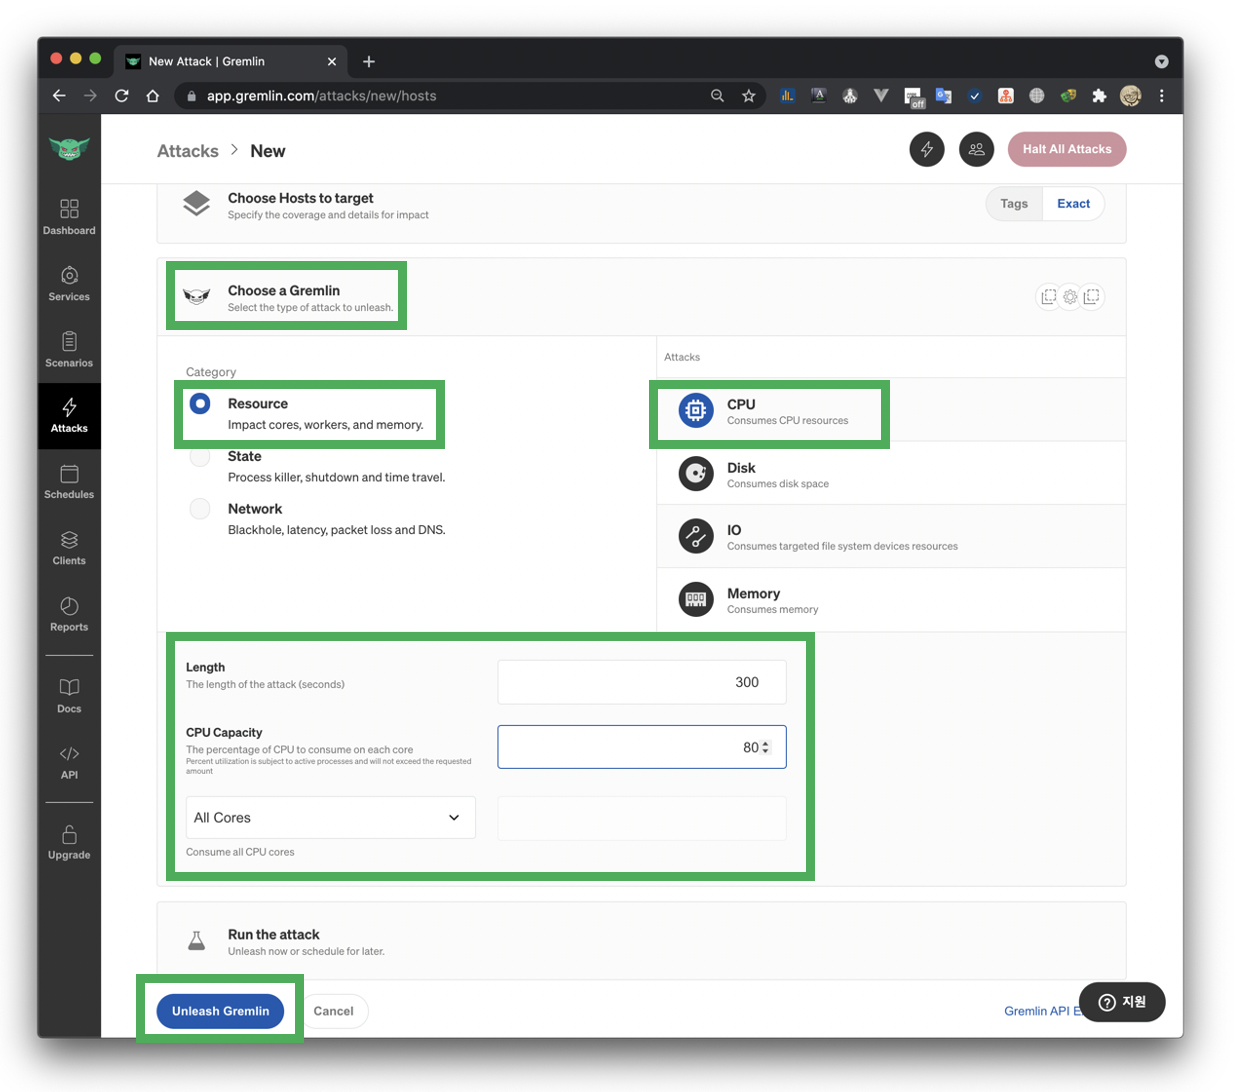 New Attack | Gremlin
app.gremlin.com/attacks/new/hosts
off
Attacks > New
Halt All Attacks
Choose Hosts to target
Specify the coverage and details for impact
Tags
Exact
Dashboard
Services
Scenarios
Attacks
Schedules
Clients
Reports
Docs
API
Upgrade
Choose a Gremlin
Select the type of attack to unleash.
Category
Resource
Impact cores, workers, and memory.
State
Process killer, shutdown and time travel.
Network
Blackhole, latency, packet loss and DNS.
Attacks
CPU
Consumes CPU resources
Disk
Consumes disk space
IO
Consumes targeted file system devices resources
Memory
Consumes memory
Length
The length of the attack (seconds)
300
CPU Capacity
The percentage of CPU to consume on each core
Percent utilization is subject to active processes and will not exceed the requested
amount
80
All Cores
Consume all CPU cores
Run the attack
Unleash now or schedule for later.
Unleash Gremlin
Cancel
Gremlin API E
지원